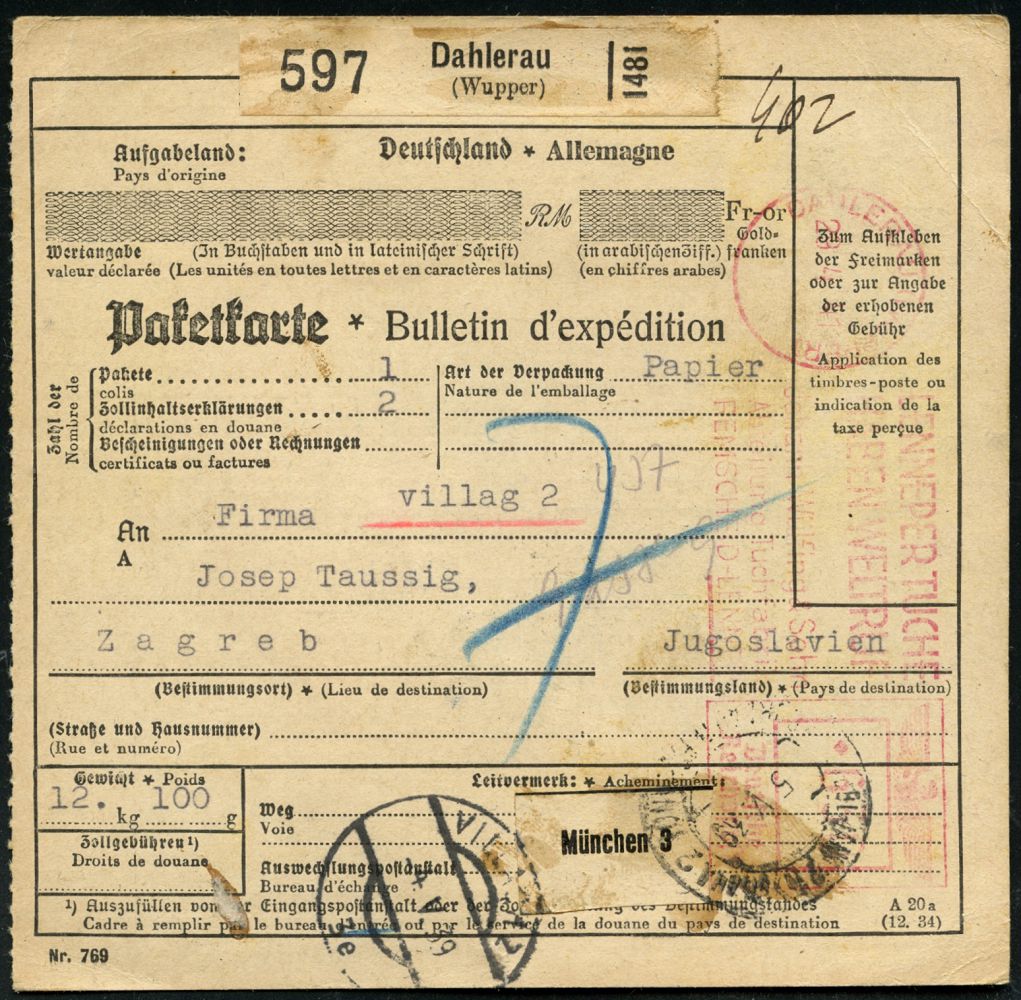 597
Dahlerau
(Wupper)
1481
402
Aufgabeland: Deutschland * Allemagne
Pays d'origine
RM
Fr-or
Gold-
franken
Wertangabe (In Buchstaben und in lateinischer Schrift) (in arabischen Ziff.)
valeur déclarée (Les unités en toutes lettres et en caractères latins) (en chiffres arabes)
Zum Aufkleben
der Freimarken
oder zur Angabe
der erhobenen
Gebühr
Application des
timbres-poste ou
indication de la
taxe perçue
Paketkarte * Bulletin d'expédition
Zahl der
Nombre de
Pakete 1
colis
Zollinhaltserklärungen 2
déclarations en douane
Bescheinigungen oder Rechnungen
certificats ou factures
Art der Verpackung Papier
Nature de l'emballage
villag 2
An Firma
A
Josep Taussig,
Zagreb Jugoslavien
(Bestimmungsort) * (Lieu de destination) (Bestimmungsland) * (Pays de destination)
(Straße und Hausnummer)
(Rue et numéro)
Gewicht * Poids
12. kg 100 g
Zollgebühren ¹)
Droits de douane
Leitvermerk: * Acheminement:
Weg
Voie
München 3
Auswechslungspostanstalt
Bureau d'échange
¹) Auszufüllen von der Eingangspostanstalt oder der des Bestimmungstandes
Cadre à remplir par le bureau d'entrée ou par le service de la douane du pays de destination
A 20a
(12. 34)
Nr. 769